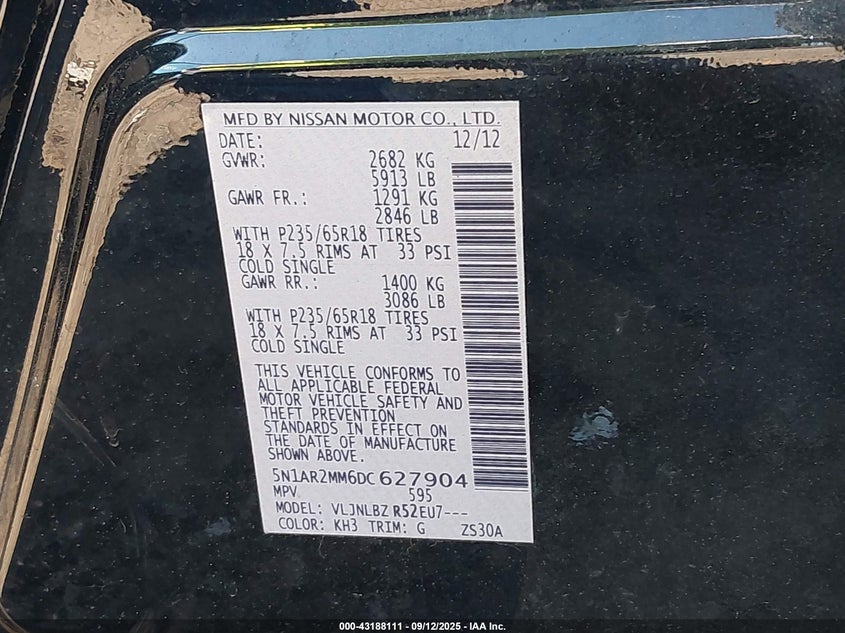 MFD BY NISSAN MOTOR CO., LTD.
DATE: 12/12
GVWR: 2682 KG
5913 LB
GAWR FR.: 1291 KG
2846 LB
WITH P235/65R18 TIRES
18 X 7.5 RIMS AT 33 PSI
COLD SINGLE
GAWR RR.: 1400 KG
3086 LB
WITH P235/65R18 TIRES
18 X 7.5 RIMS AT 33 PSI
COLD SINGLE
THIS VEHICLE CONFORMS TO
ALL APPLICABLE FEDERAL
MOTOR VEHICLE SAFETY AND
THEFT PREVENTION
STANDARDS IN EFFECT ON
THE DATE OF MANUFACTURE
SHOWN ABOVE.
5N1AR2MM6DC 627904
MPV 595
MODEL: VLJNLBZ R52EU7---
COLOR: KH3 TRIM: G ZS30A
000-43188111 - 09/12/2025 - IAA Inc.